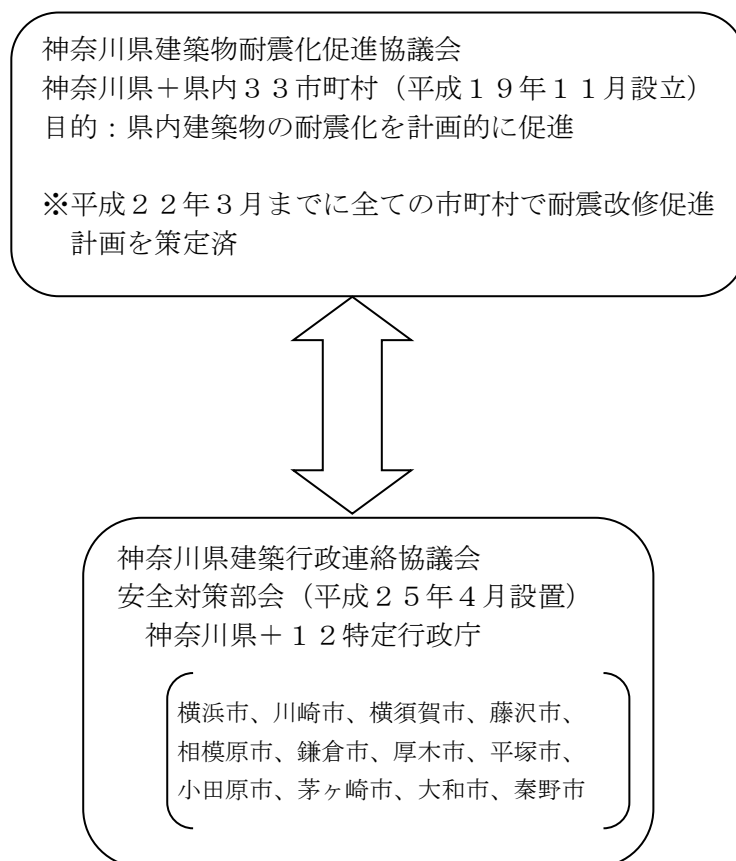 神奈川県建築物耐震化促進協議会
神奈川県＋県内３３市町村（平成１９年１１月設立）
目的：県内建築物の耐震化を計画的に促進
※平成２２年３月までに全ての市町村で耐震改修促進
計画を策定済
神奈川県建築行政連絡協議会
安全対策部会（平成２５年４月設置）
神奈川県＋１２特定行政庁
横浜市、川崎市、横須賀市、藤沢市、
相模原市、鎌倉市、厚木市、平塚市、
小田原市、茅ヶ崎市、大和市、秦野市